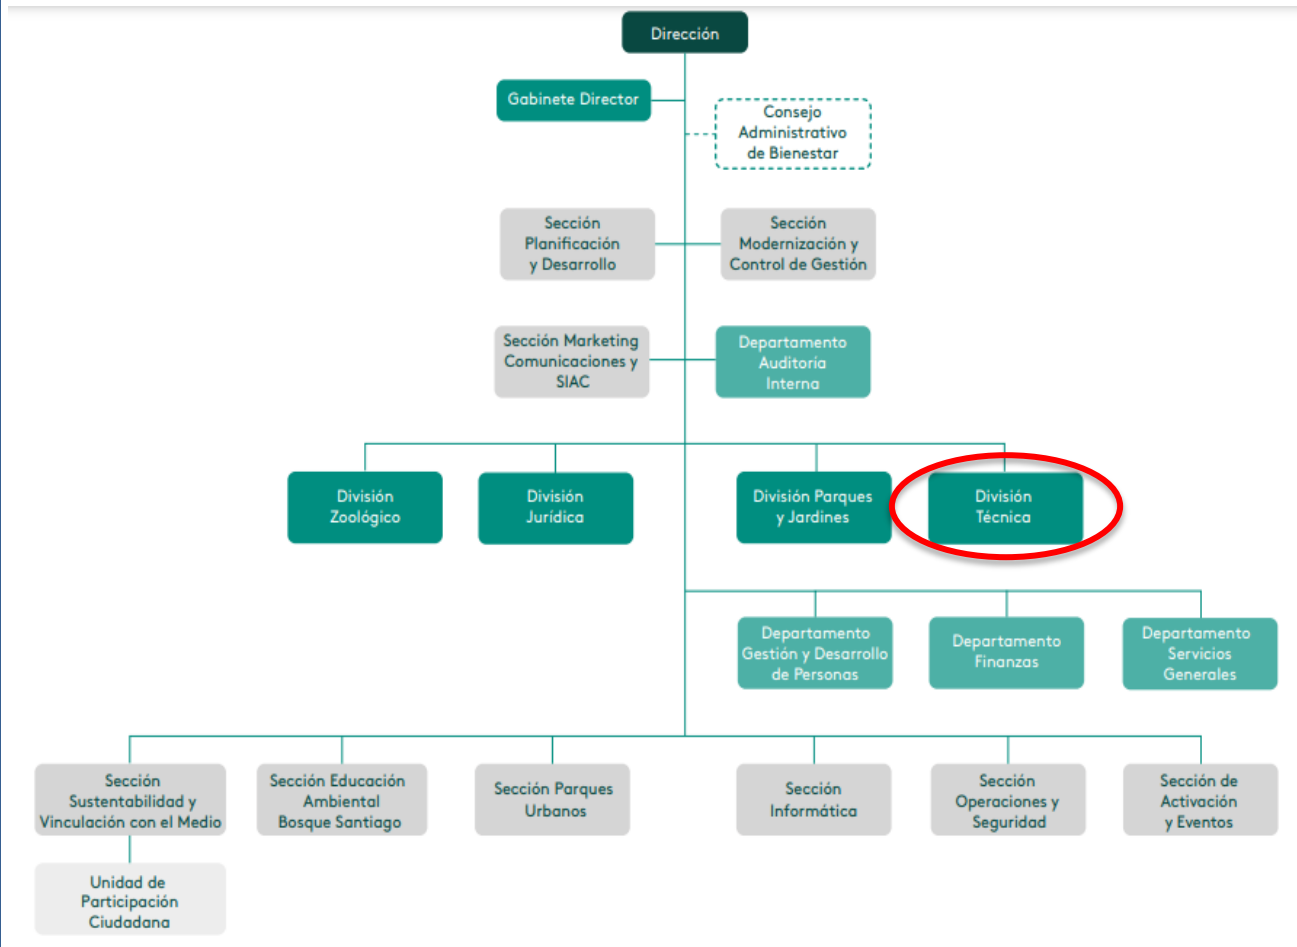 Dirección
Gabinete Director
Consejo
Administrativo
de Bienestar
Sección
Planificación
y Desarrollo
Sección
Modernización y
Control de Gestión
Sección Marketing
Comunicaciones y
SIAC
Departamento
Auditoría
Interna
División
Zoológico
División
Jurídica
División Parques
y Jardines
División
Técnica
Departamento
Gestión y Desarrollo
de Personas
Departamento
Finanzas
Departamento
Servicios
Generales
Sección
Sustentabilidad y
Vinculación con el Medio
Sección Educación
Ambiental
Bosque Santiago
Sección Parques
Urbanos
Sección
Informática
Sección
Operaciones y
Seguridad
Sección de
Activación
y Eventos
Unidad de
Participación
Ciudadana